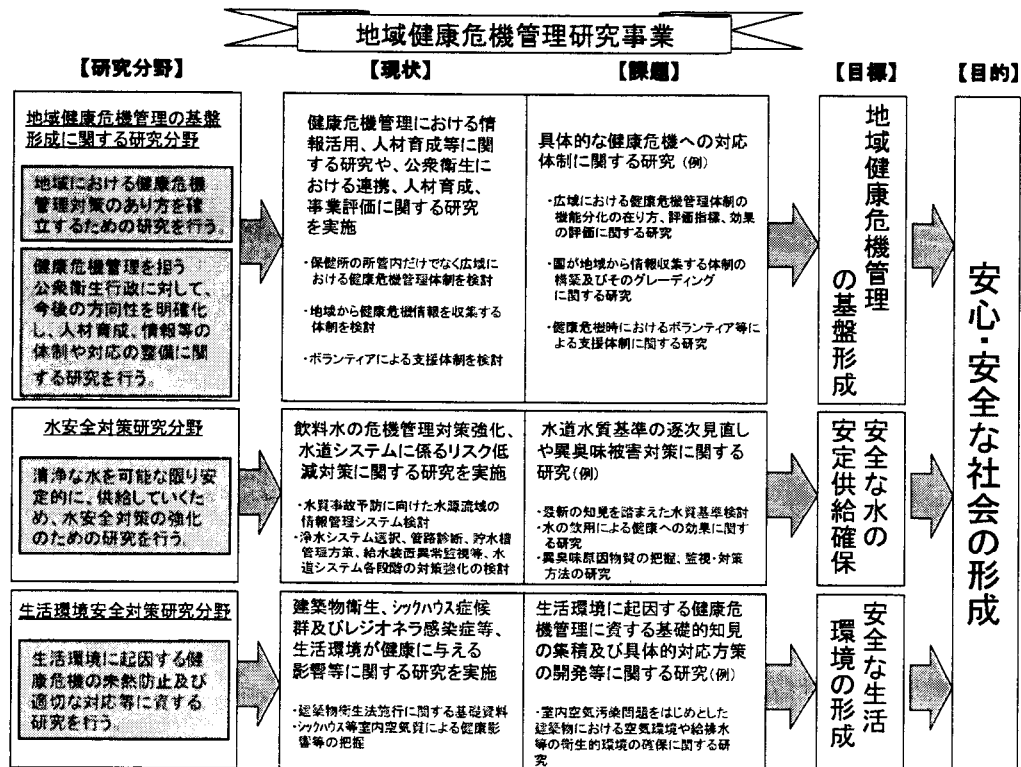 地域健康危機管理研究事業
【研究分野】
【現状】
【課題】
【目標】
【目的】
地域健康危機管理の基盤
形成に関する研究分野
地域における健康危機
管理対策のあり方を確
立するための研究を行う。
健康危機管理を担う
公衆衛生行政に対して、
今後の方向性を明確化
し、人材育成、情報等の
体制や対応の整備に関
する研究を行う。
健康危機管理における情
報活用、人材育成等に関
する研究や、公衆衛生に
おける連携、人材育成、
事業評価に関する研究
を実施
・保健所の所管内だけでなく広域に
おける健康危機管理体制を検討
・地域から健康危機情報を収集する
体制を検討
・ボランティアによる支援体制を検討
具体的な健康危機への対応
体制に関する研究(例)
・広域における健康危機管理体制の
機能分化の在り方、評価指標、効果
の評価に関する研究
・国が地域から情報収集する体制の
構築及びそのグレーディング
に関する研究
・健康危機時におけるボランティア等に
よる支援体制に関する研究
地域健康危機管理
の基盤形成
安心・安全な社会の形成
水安全対策研究分野
清浄な水を可能な限り安
定的に、供給していくた
め、水安全対策の強化
のための研究を行う。
飲料水の危機管理対策強化、
水道システムに係るリスク低
減対策に関する研究を実施
・水質事故予防に向けた水源流域の
情報管理システム検討
・浄水システム選択、管路診断、貯水槽
管理方策、給水装置異常監視等、水
道システム各段階の対策強化の検討
水道水質基準の逐次見直し
や異臭味被害対策に関する
研究(例)
・最新の知見を踏まえた水質基準検討
・水の飲用による健康への効果に関す
る研究
・異臭味原因物質の把握、監視・対策
方法の研究
安全な水の
安定供給確保
生活環境安全対策研究分野
生活環境に起因する健
康危機の未然防止及び
適切な対応等に資する
研究を行う。
建築物衛生、シックハウス症候
群及びレジオネラ感染症等、
生活環境が健康に与える
影響等に関する研究を実施
・建築物衛生法施行に関する基礎資料
・シックハウス等室内空気質による健康影
響等の把握
生活環境に起因する健康危
機管理に資する基礎的知見
の集積及び具体的対応方策
の開発等に関する研究(例)
・室内空気汚染問題をはじめとした
建築物における空気環境や給排水
等の衛生的環境の確保に関する研
究
安全な生活
環境の形成